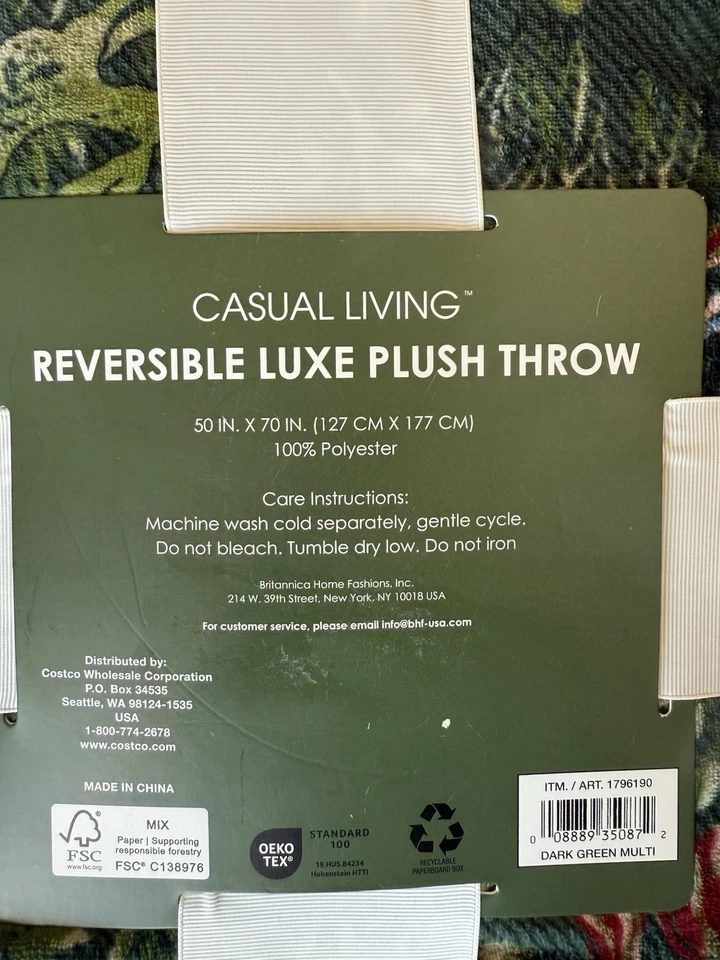 CASUAL LIVING™
REVERSIBLE LUXE PLUSH THROW
50 IN. X 70 IN. (127 CM X 177 CM)
100% Polyester
Care Instructions:
Machine wash cold separately, gentle cycle.
Do not bleach. Tumble dry low. Do not iron
Britannica Home Fashions, Inc.
214 W. 39th Street, New York, NY 10018 USA
For customer service, please email info@bhf-usa.com
Distributed by:
Costco Wholesale Corporation
P.O. Box 34535
Seattle, WA 98124-1535
USA
1-800-774-2678
www.costco.com
MADE IN CHINA
FSC®
www.fsc.org
MIX
Paper | Supporting
responsible forestry
FSC® C138976
OEKO
TEX®
STANDARD
100
19.HUS.84234
Hohenstein HTTI
RECYCLABLE
PAPERBOARD BOX
ITM. / ART. 1796190
0 08889 35087 2
DARK GREEN MULTI